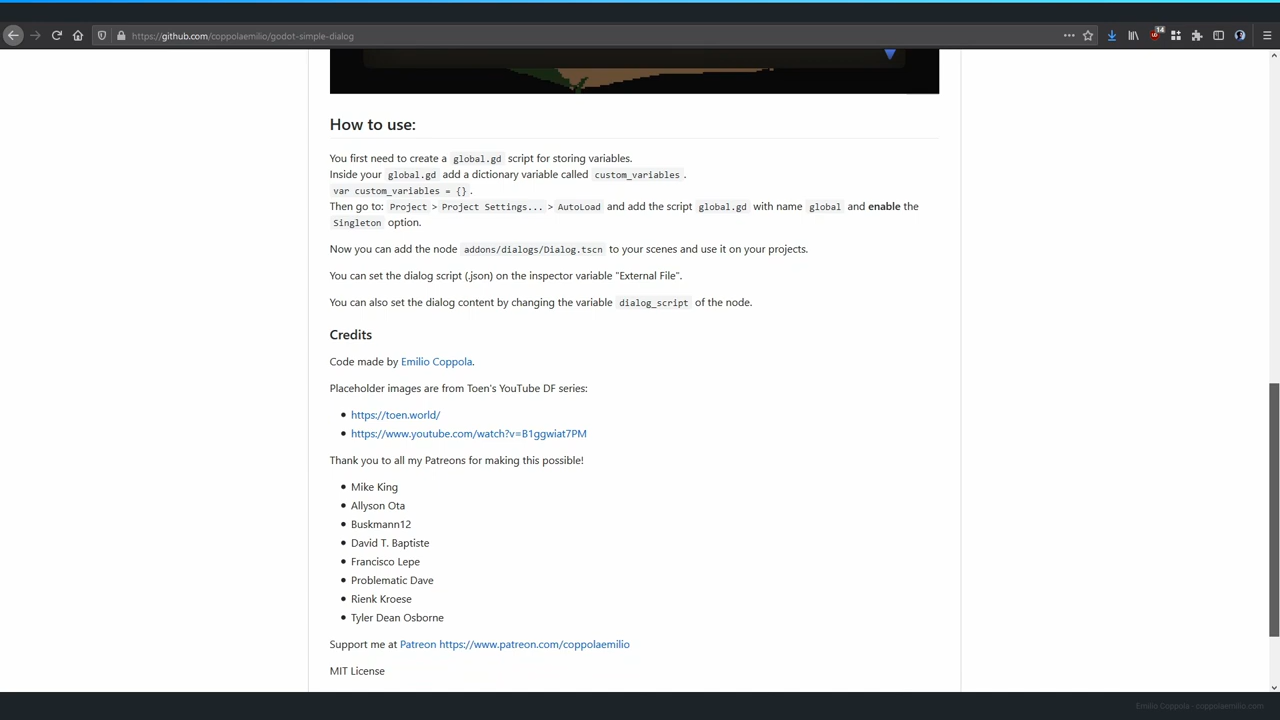 https://github.com/coppolaemilio/godot-simple-dialog
14
How to use:
You first need to create a global.gd script for storing variables.
Inside your global.gd add a dictionary variable called custom_variables .
var custom_variables = {} .
Then go to: Project > Project Settings... > AutoLoad and add the script global.gd with name global and enable the
Singleton option.
Now you can add the node addons/dialogs/Dialog.tscn to your scenes and use it on your projects.
You can set the dialog script (.json) on the inspector variable "External File".
You can also set the dialog content by changing the variable dialog_script of the node.
Credits
Code made by Emilio Coppola.
Placeholder images are from Toen's YouTube DF series:
https://toen.world/
https://www.youtube.com/watch?v=B1ggwiat7PM
Thank you to all my Patreons for making this possible!
Mike King
Allyson Ota
Buskmann12
David T. Baptiste
Francisco Lepe
Problematic Dave
Rienk Kroese
Tyler Dean Osborne
Support me at Patreon https://www.patreon.com/coppolaemilio
MIT License
Emilio Coppola - coppolaemilio.com